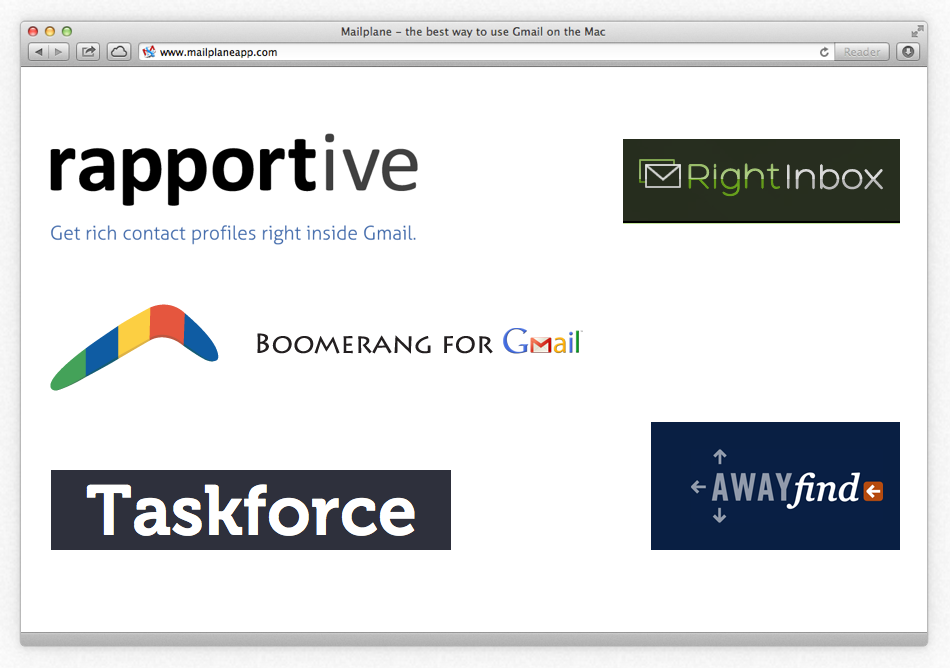 Mailplane – the best way to use Gmail on the Mac
www.mailplaneapp.com
Reader
rapportive
Get rich contact profiles right inside Gmail.
RightInbox
BOOMERANG FOR Gmail
Taskforce
AWAYfind